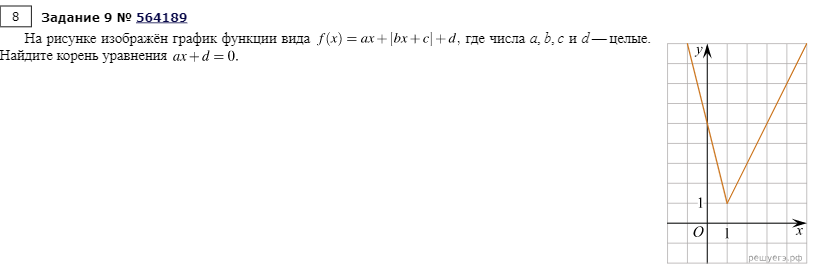 8 Задание 9 № 564189
На рисунке изображён график функции вида f(x) = ax + |bx + c| + d, где числа a, b, c и d — целые.
Найдите корень уравнения ax + d = 0.
y
1
O 1 x
решуегэ.рф